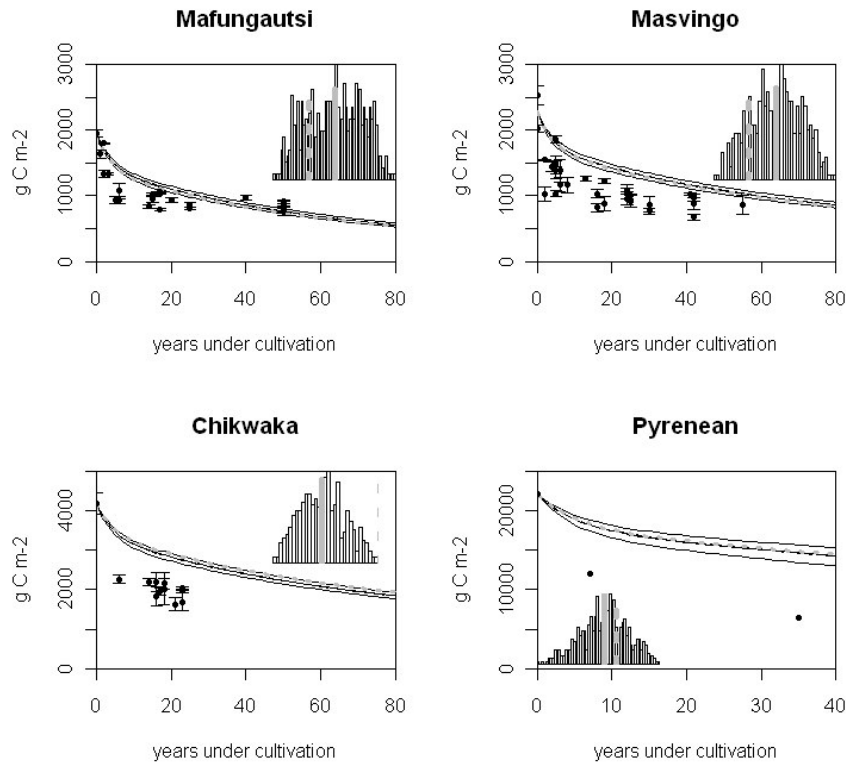 Mafungautsi
g C m-2
3000
2000
1000
0
0 20 40 60 80
years under cultivation
Masvingo
g C m-2
3000
2000
1000
0
0 20 40 60 80
years under cultivation
Chikwaka
g C m-2
4000
2000
0
0 20 40 60 80
years under cultivation
Pyrenean
g C m-2
20000
10000
0
0 10 20 30 40
years under cultivation